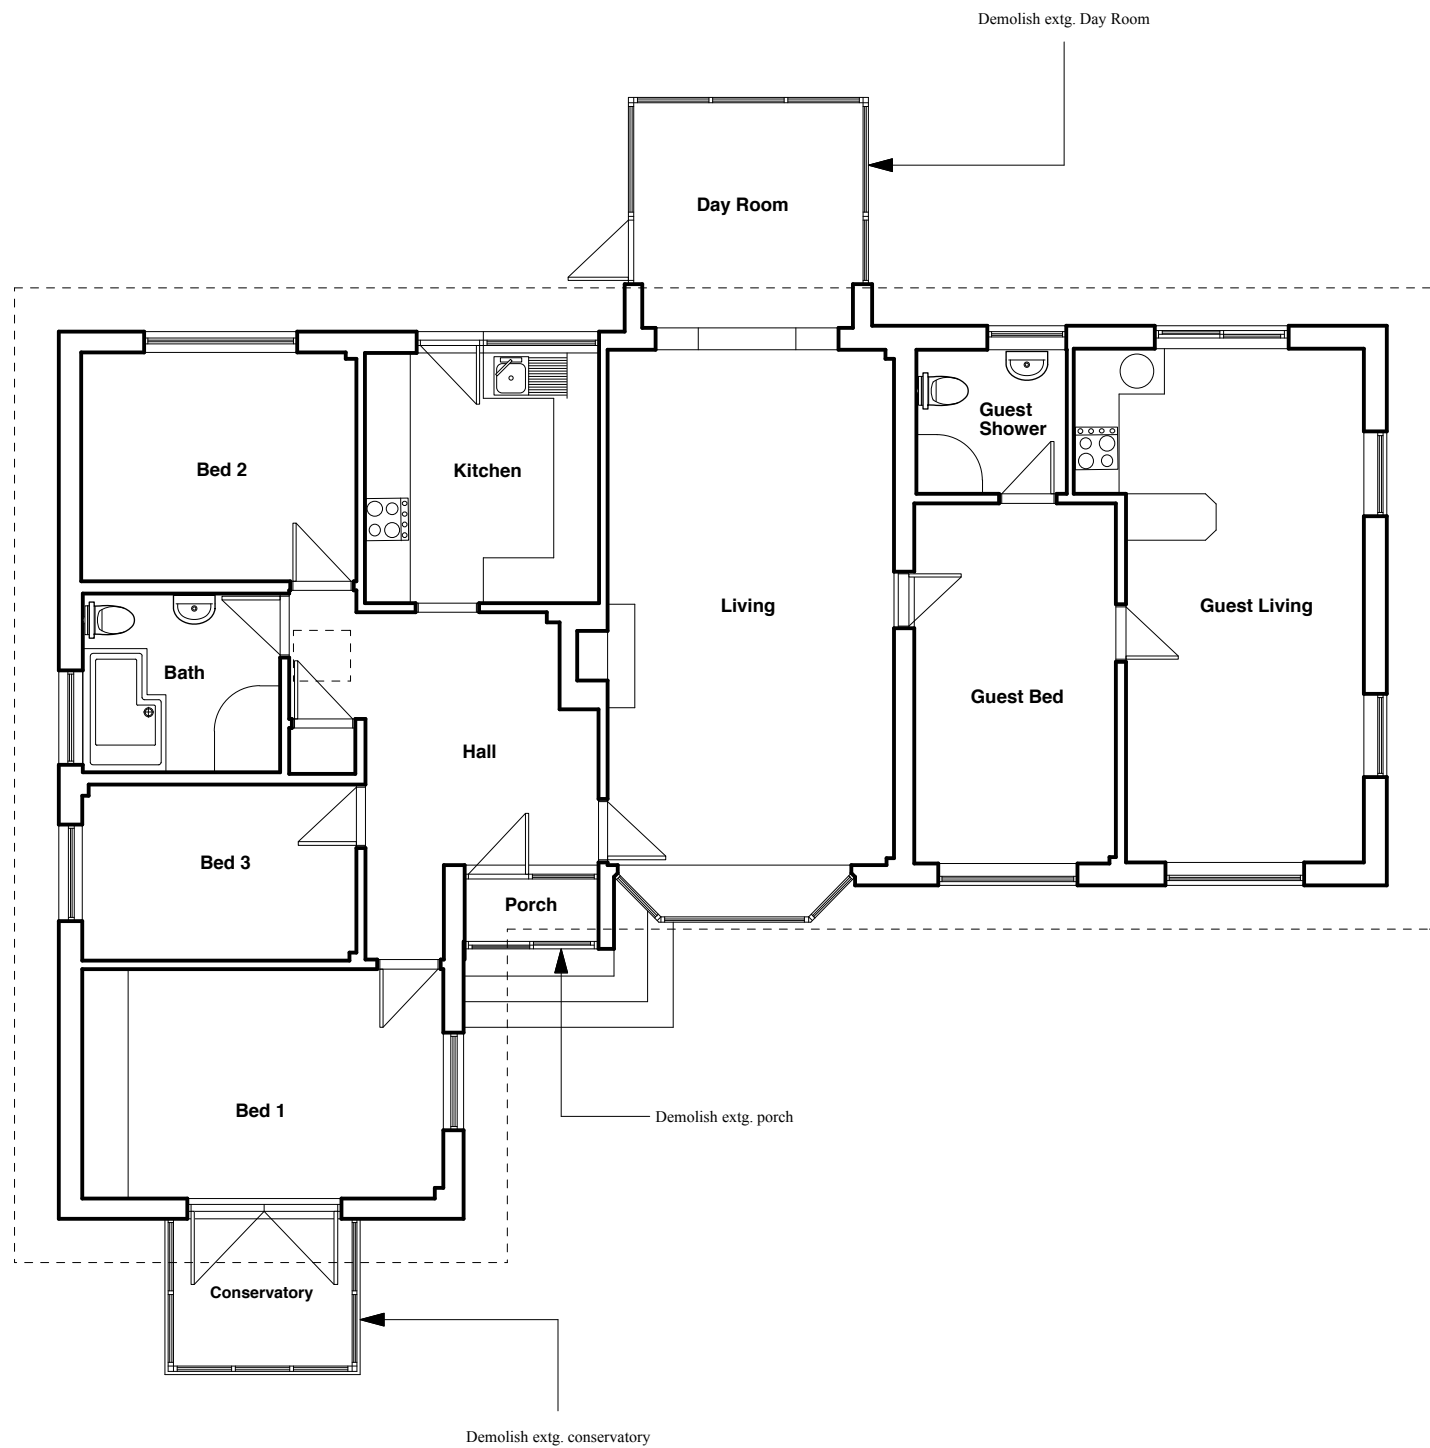 Demolish extg. Day Room
Day Room
Bed 2
Kitchen
Guest
Shower
Living
Guest Living
Bath
Guest Bed
Hall
Bed 3
Porch
Bed 1
Demolish extg. porch
Conservatory
Demolish extg. conservatory